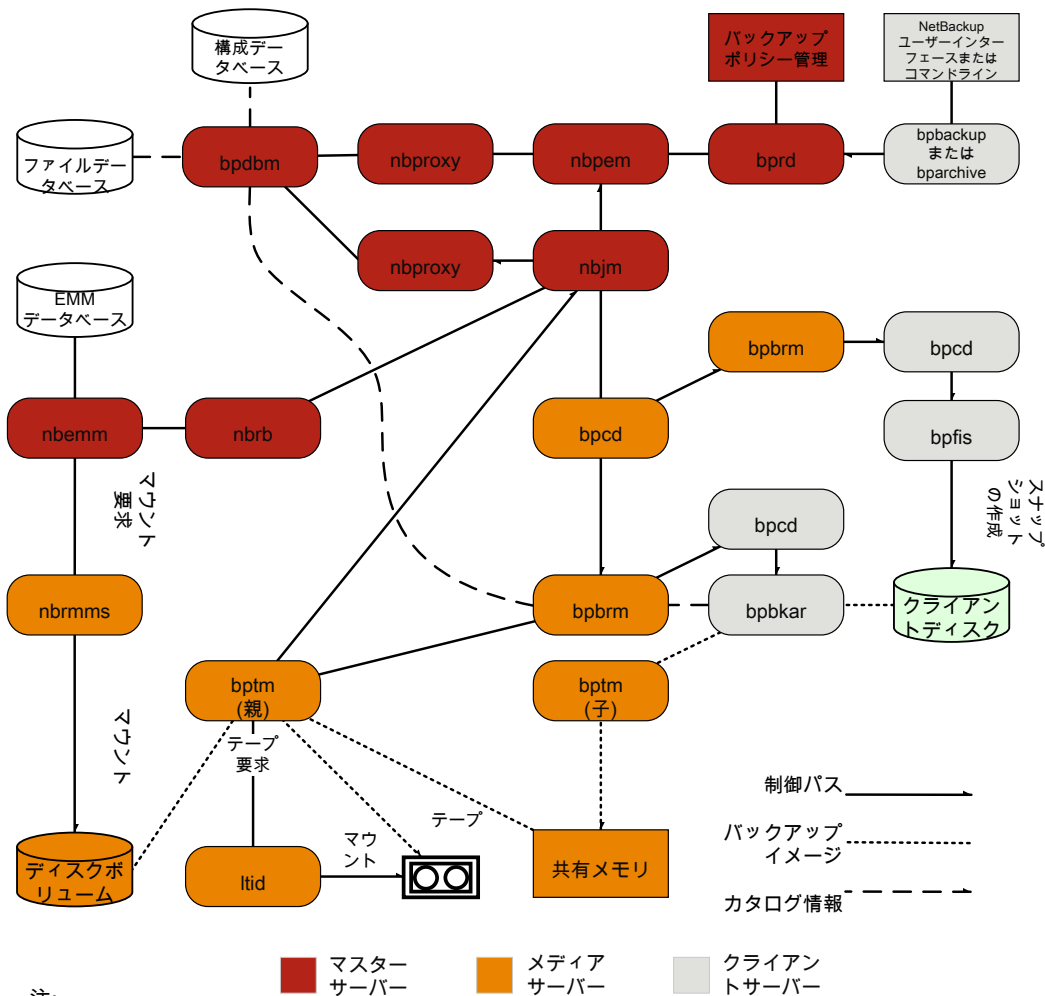 構成デー
タベース
バックアップ
ポリシー管理
NetBackup
ユーザーインター
フェースまたは
コマンドライン
ファイルデー
タベース
bpdbm
nbproxy
nbpem
bprd
bpbackup
または
bparchive
nbproxy
nbjm
EMM
データベース
bpbrm
bpcd
nbemm
nbrb
bpcd
bpfis
マウント
要求
スナップ
ショット
の作成
bpcd
nbrmms
bpbrm
bpbkar
クライアン
トディスク
bptm
(親)
bptm
(子)
マウント
テープ
要求
制御パス
テープ
マウ
ント
バックアップ
イメージ
ディスクボ
リューム
ltid
共有メモリ
カタログ情報
マスター
サーバー
メディア
サーバー
クライアン
トサーバー